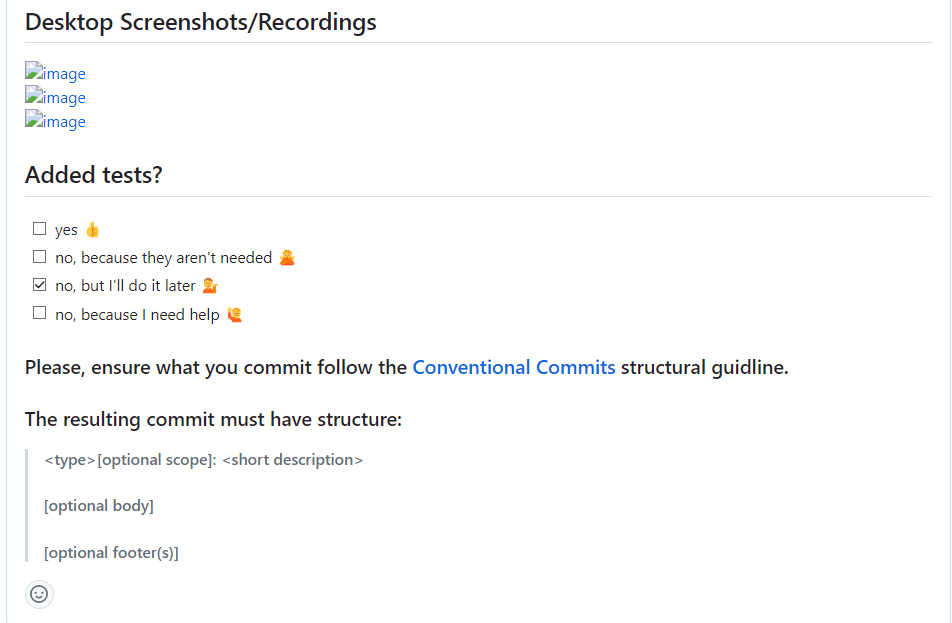 Desktop Screenshots/Recordings
image
image
image
Added tests?
yes 👍
no, because they aren't needed 🙅
no, but I'll do it later 💁
no, because I need help 🙋
Please, ensure what you commit follow the Conventional Commits structural guidline.
The resulting commit must have structure:
<type>[optional scope]: <short description>
[optional body]
[optional footer(s)]